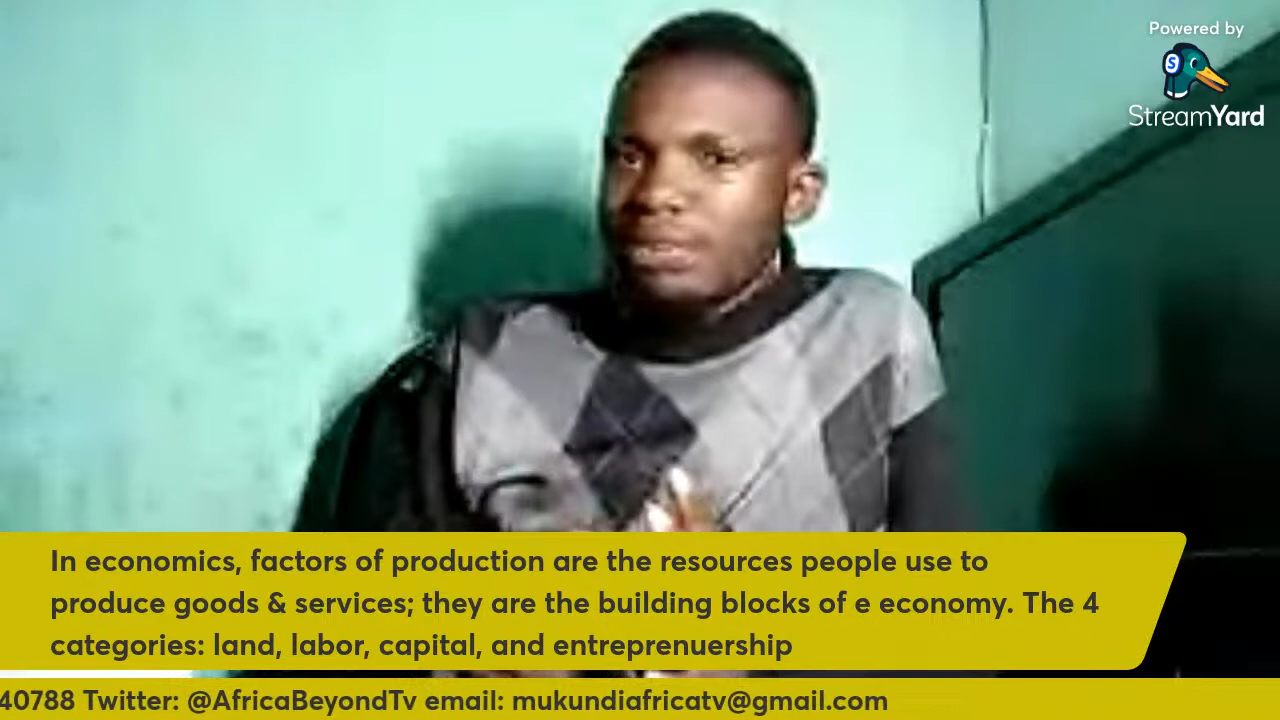 Powered by
S
StreamYard
In economics, factors of production are the resources people use to
produce goods & services; they are the building blocks of e economy. The 4
categories: land, labor, capital, and entreprenuership
40788 Twitter: @AfricaBeyondTv email: mukundiafricatv@gmail.com